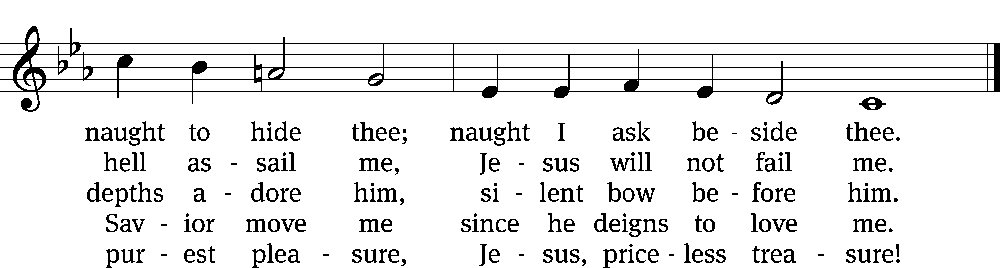 naught to hide thee; naught I ask be - side thee.
hell as - sail me, Je - sus will not fail me.
depths a - dore him, si - lent bow be - fore him.
Sav - ior move me since he deigns to love me.
pur - est plea - sure, Je - sus, price - less trea - sure!